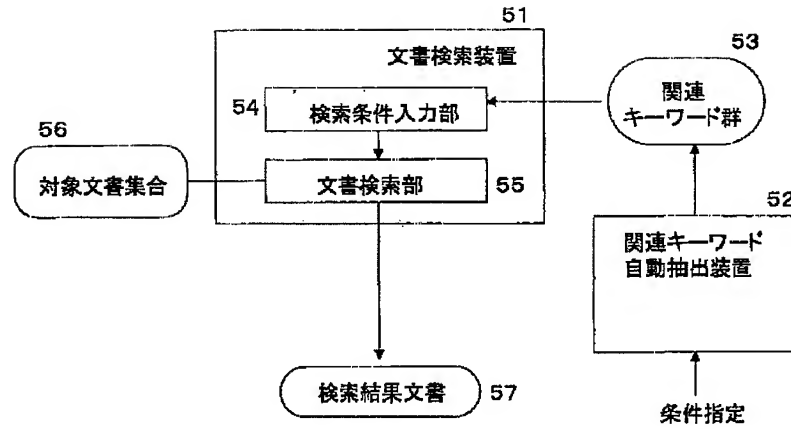 51
文書検索装置
53
54
検索条件入力部
関連
キーワード群
56
対象文書集合
文書検索部
55
52
関連キーワード
自動抽出装置
検索結果文書
57
条件指定